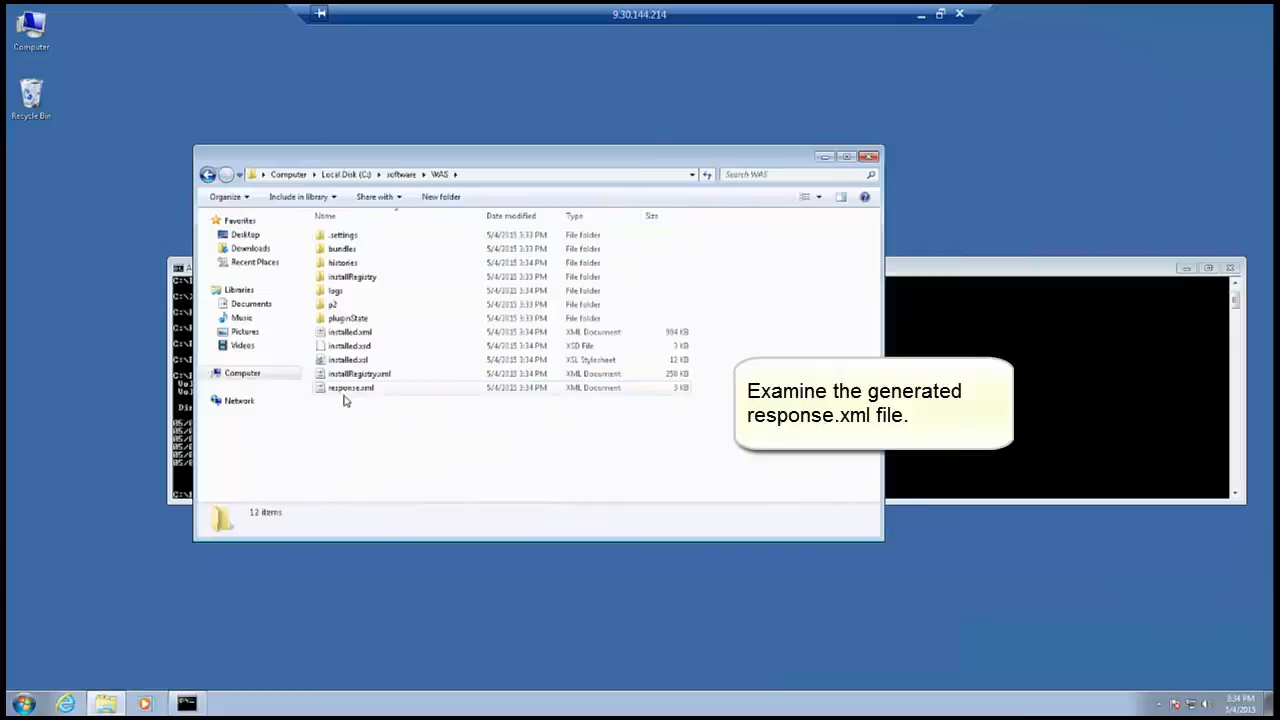 9.30.144.214
Computer
Recycle Bin
Computer Local Disk (C:) software WAS
Search WAS
Organize Include in library Share with New folder
Name Date modified Type Size
Favorites
Desktop
Downloads
Recent Places
Libraries
Documents
Music
Pictures
Videos
Computer
Network
.settings 5/4/2015 3:33 PM File folder
bundles 5/4/2015 3:33 PM File folder
histories 5/4/2015 3:34 PM File folder
installRegistry 5/4/2015 3:33 PM File folder
logs 5/4/2015 3:34 PM File folder
p2 5/4/2015 3:33 PM File folder
pluginState 5/4/2015 3:33 PM File folder
installed.xml 5/4/2015 3:34 PM XML Document 994 KB
installed.xsd 5/4/2015 3:34 PM XSD File 3 KB
installed.xsl 5/4/2015 3:34 PM XSL Stylesheet 12 KB
installRegistry.xml 5/4/2015 3:34 PM XML Document 258 KB
response.xml 5/4/2015 3:34 PM XML Document 3 KB
12 items
Examine the generated
response.xml file.
3:34 PM
5/4/2015